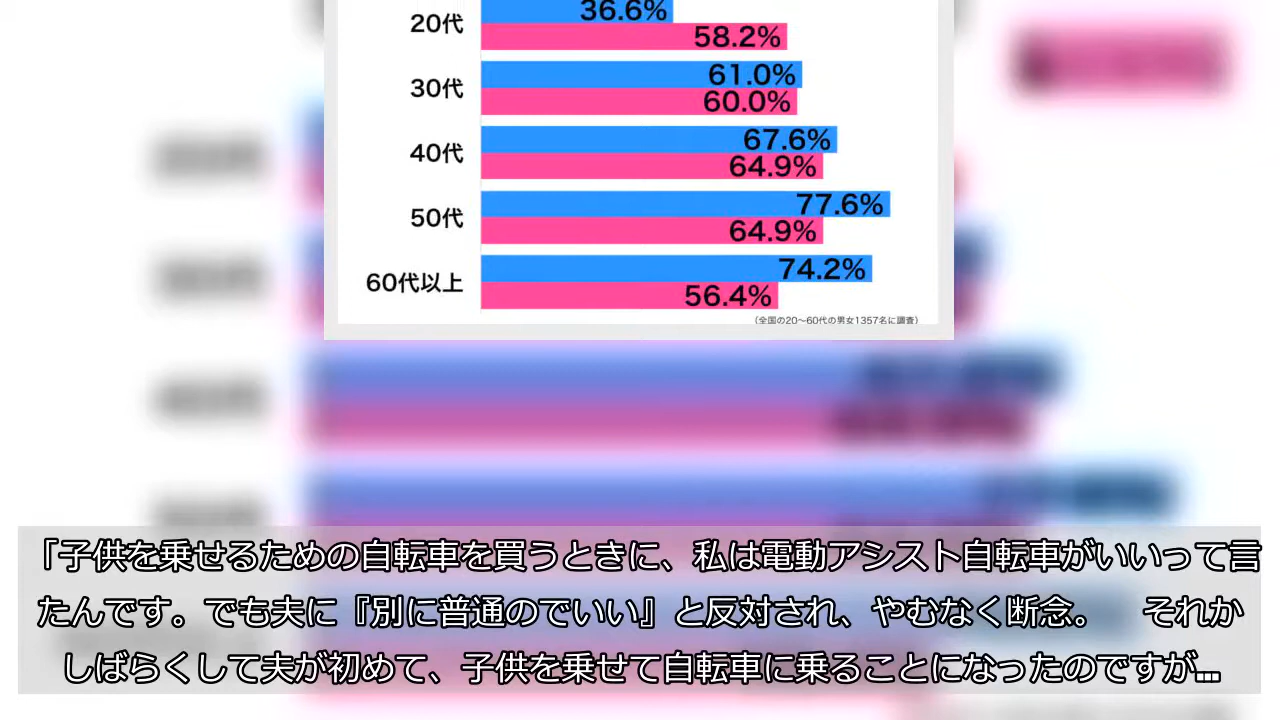 36.6%
20代
58.2%
61.0%
30代
60.0%
67.6%
40代
64.9%
77.6%
50代
64.9%
74.2%
60代以上
56.4%
（全国の20〜60代の男女1357名に調査）
「子供を乗せるための自転車を買うときに、私は電動アシスト自転車がいいって言
たんです。でも夫に『別に普通のでいい』と反対され、やむなく断念。　それか
しばらくして夫が初めて、子供を乗せて自転車に乗ることになったのですが…